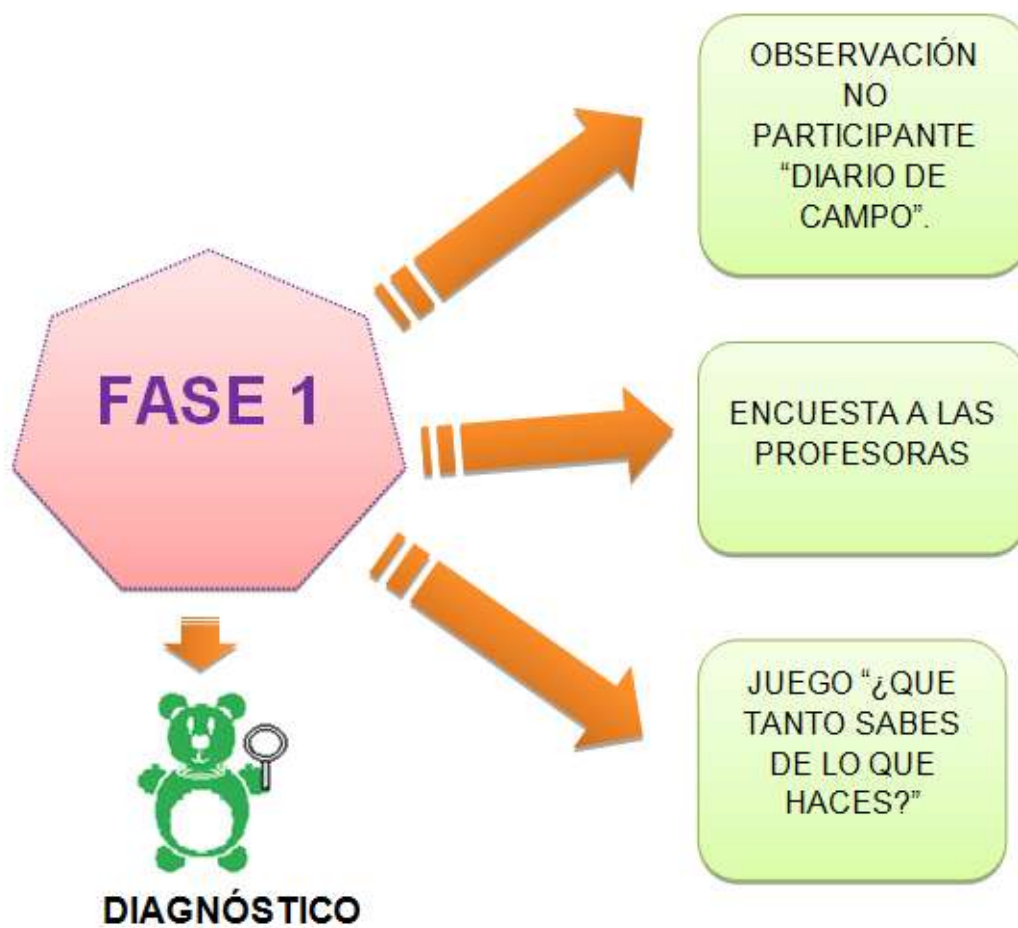 FASE 1
DIAGNÓSTICO
OBSERVACIÓN
NO
PARTICIPANTE
“DIARIO DE
CAMPO”.
ENCUESTA A LAS
PROFESORAS
JUEGO “¿QUE
TANTO SABES
DE LO QUE
HACES?”